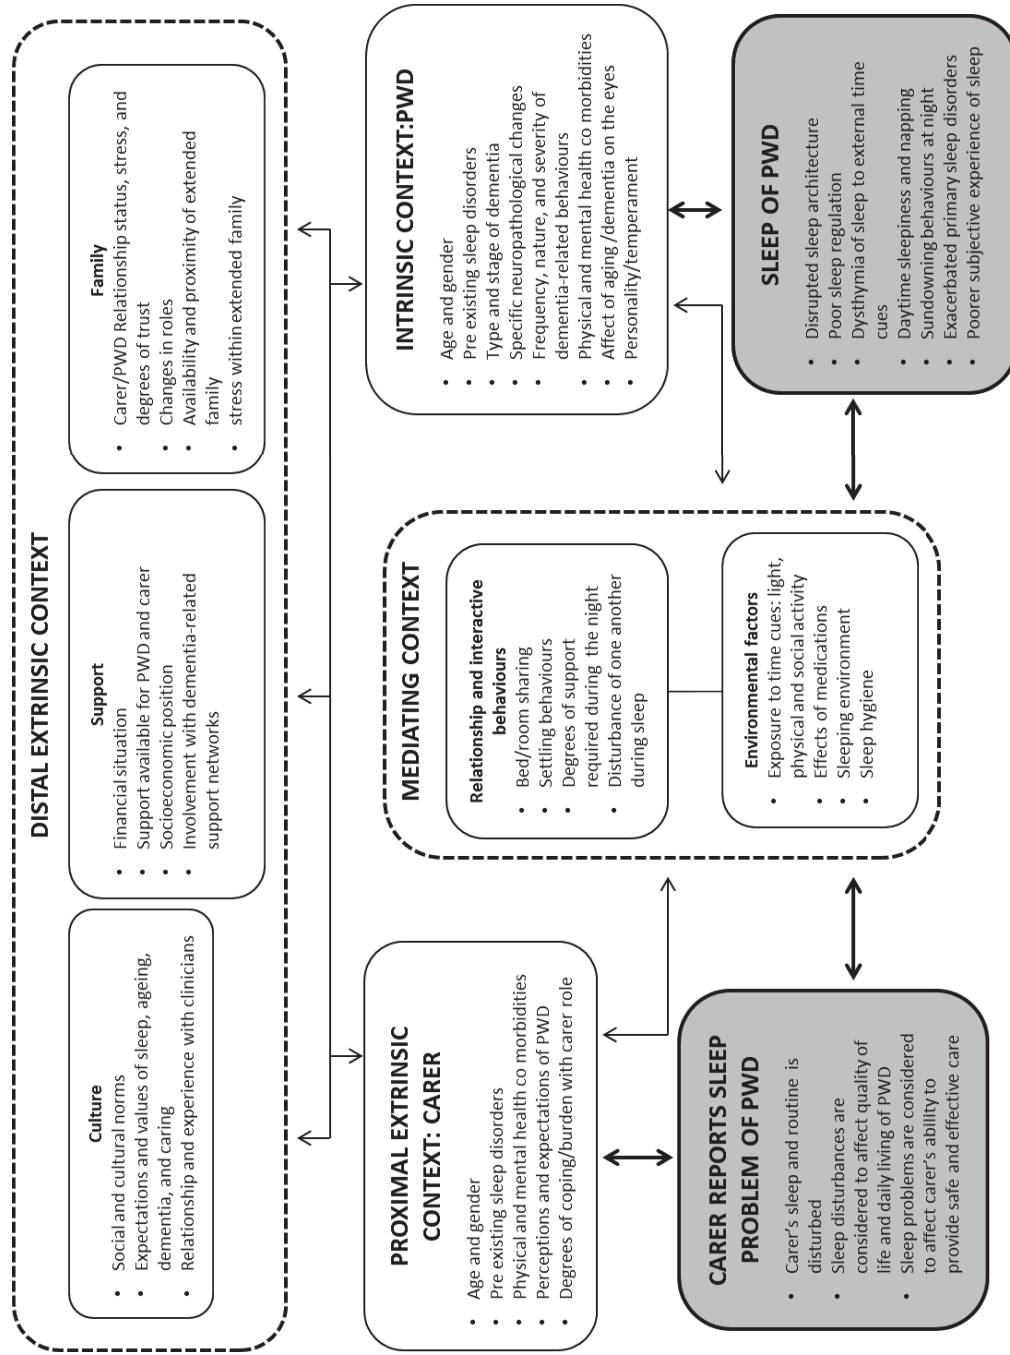 DISTAL EXTRINSIC CONTEXT
Culture
• Social and cultural norms
• Expectations and values of sleep, ageing,
dementia, and caring
• Relationship and experience with clinicians
Support
• Financial situation
• Support available for PWD and carer
• Socioeconomic position
• Involvement with dementia-related
support networks
Family
• Carer/PWD Relationship status, stress, and
degrees of trust
• Changes in roles
• Availability and proximity of extended
family
• stress within extended family
PROXIMAL EXTRINSIC
CONTEXT: CARER
• Age and gender
• Pre existing sleep disorders
• Physical and mental health co morbidities
• Perceptions and expectations of PWD
• Degrees of coping/burden with carer role
MEDIATING CONTEXT
Relationship and interactive
behaviours
• Bed/room sharing
• Settling behaviours
• Degrees of support
required during the night
• Disturbance of one another
during sleep
Environmental factors
• Exposure to time cues: light,
physical and social activity
• Effects of medications
• Sleeping environment
• Sleep hygiene
INTRINSIC CONTEXT:PWD
• Age and gender
• Pre existing sleep disorders
• Type and stage of dementia
• Specific neuropathological changes
• Frequency, nature, and severity of
dementia-related behaviours
• Physical and mental health co morbidities
• Affect of aging /dementia on the eyes
• Personality/temperament
CARER REPORTS SLEEP
PROBLEM OF PWD
• Carer's sleep and routine is
disturbed
• Sleep disturbances are
considered to affect quality of
life and daily living of PWD
• Sleep problems are considered
to affect carer's ability to
provide safe and effective care
SLEEP OF PWD
• Disrupted sleep architecture
• Poor sleep regulation
• Dysthymia of sleep to external time
cues
• Daytime sleepiness and napping
• Sundowning behaviours at night
• Exacerbated primary sleep disorders
• Poorer subjective experience of sleep